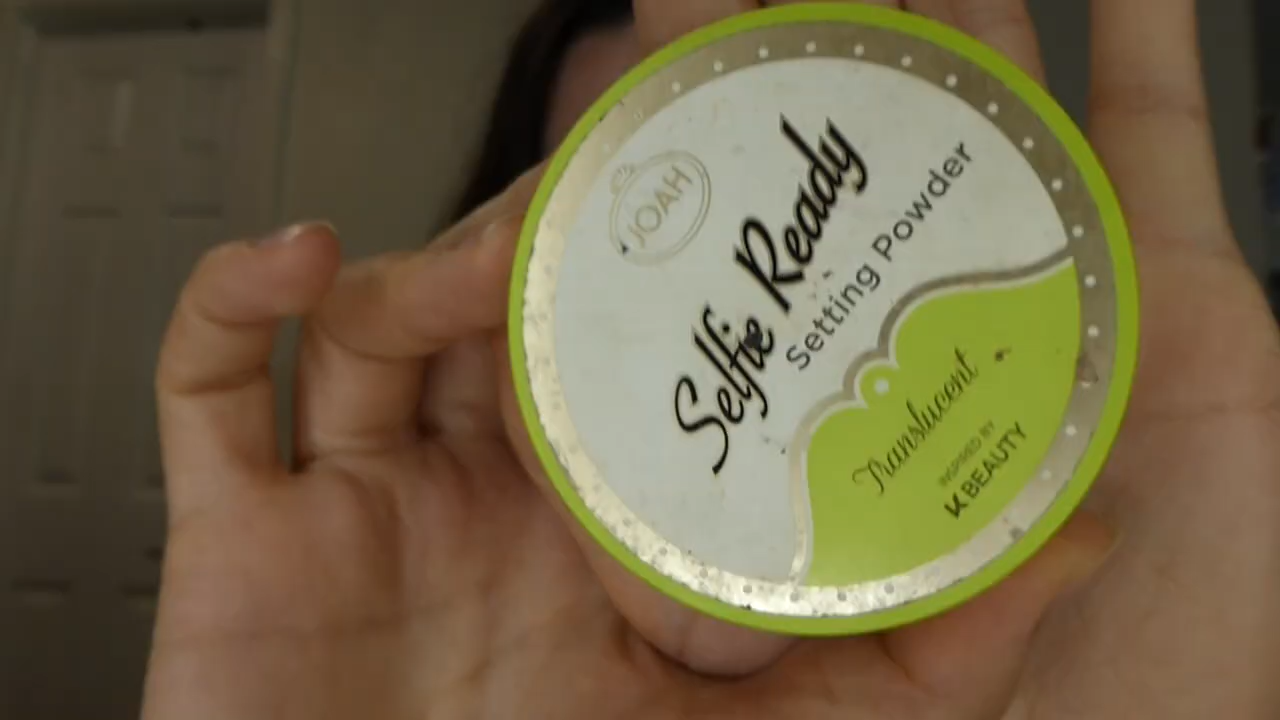 JOAH
Selfie Ready
Setting Powder
Translucent
INSPIRED BY
K BEAUTY